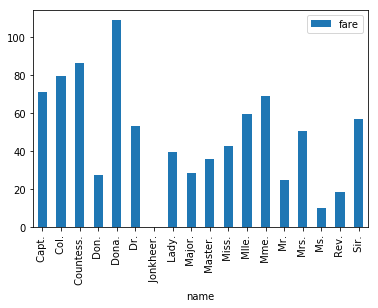 fare
100
80
60
40
20
0
Capt.
Col.
Countess.
Don.
Dona.
Dr.
Jonkheer.
Lady.
Major.
Master.
Miss.
Mlle.
Mme.
Mr.
Mrs.
Ms.
Rev.
Sir.
name